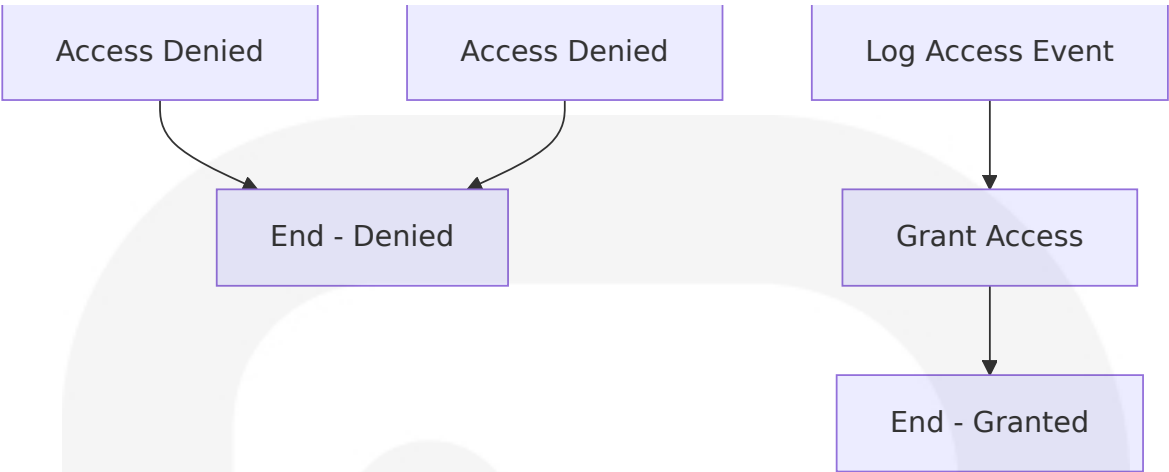 Access Denied
Access Denied
Log Access Event
End - Denied
Grant Access
End - Granted